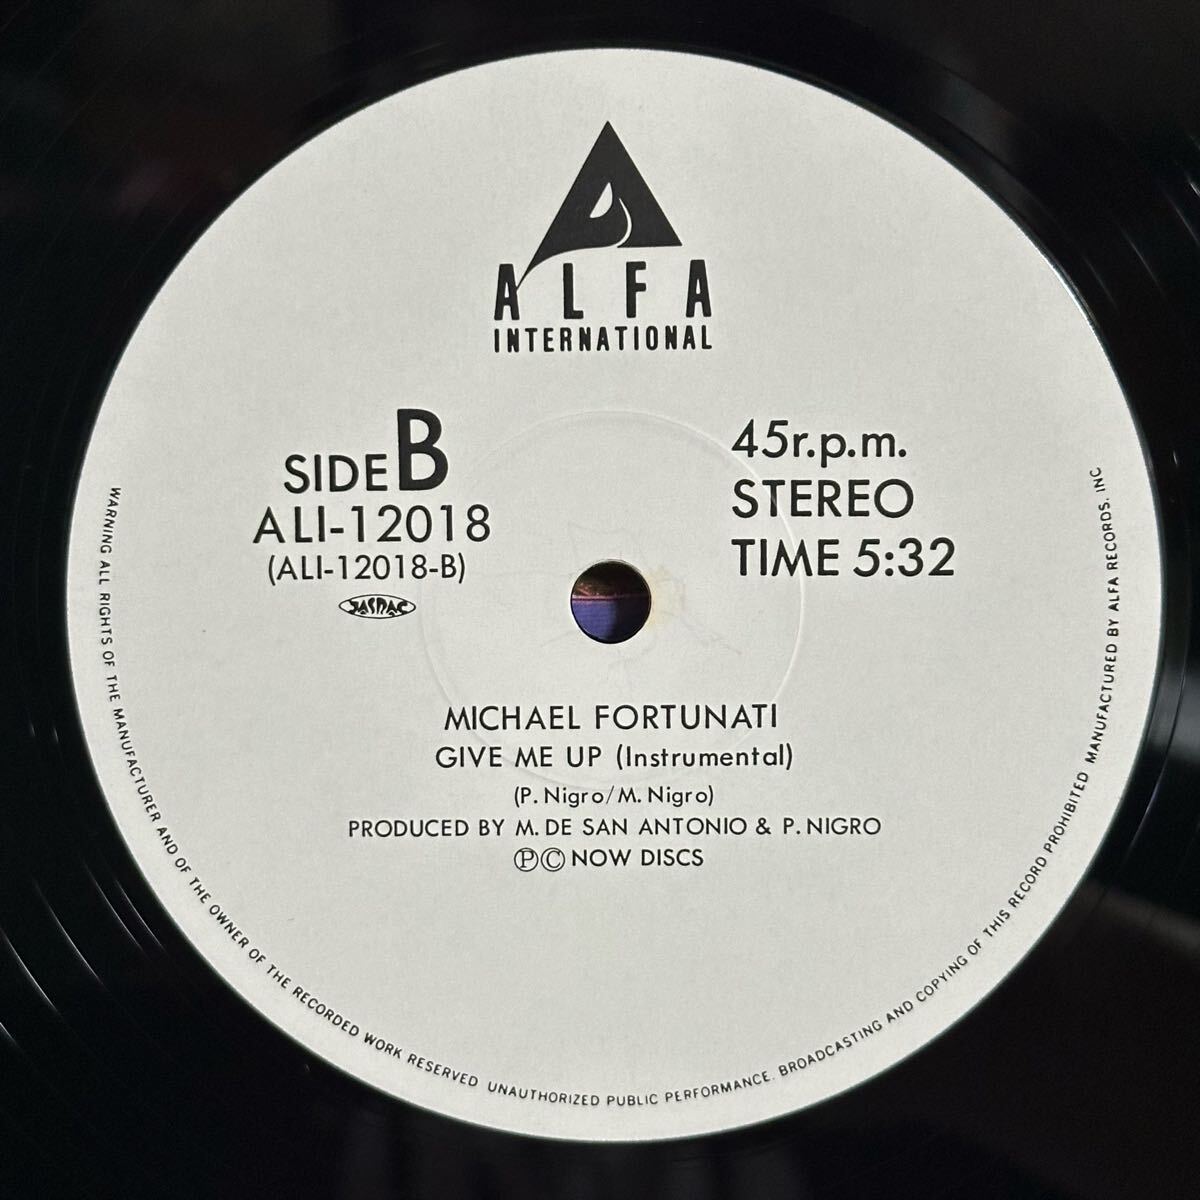 ALFA
INTERNATIONAL
SIDE B
ALI-12018
(ALI-12018-B)
JASRAC
45r.p.m.
STEREO
TIME 5:32
MICHAEL FORTUNATI
GIVE ME UP (Instrumental)
(P. Nigro/M. Nigro)
PRODUCED BY M. DE SAN ANTONIO & P. NIGRO
ⓅⒸ NOW DISCS
WARNING ALL RIGHTS OF THE MANUFACTURER AND OF THE OWNER OF THE RECORDED WORK RESERVED UNAUTHORIZED PUBLIC PERFORMANCE. BROADCASTING AND COPYING OF THIS RECORD PROHIBITED MANUFACTURED BY ALFA RECORDS. INC